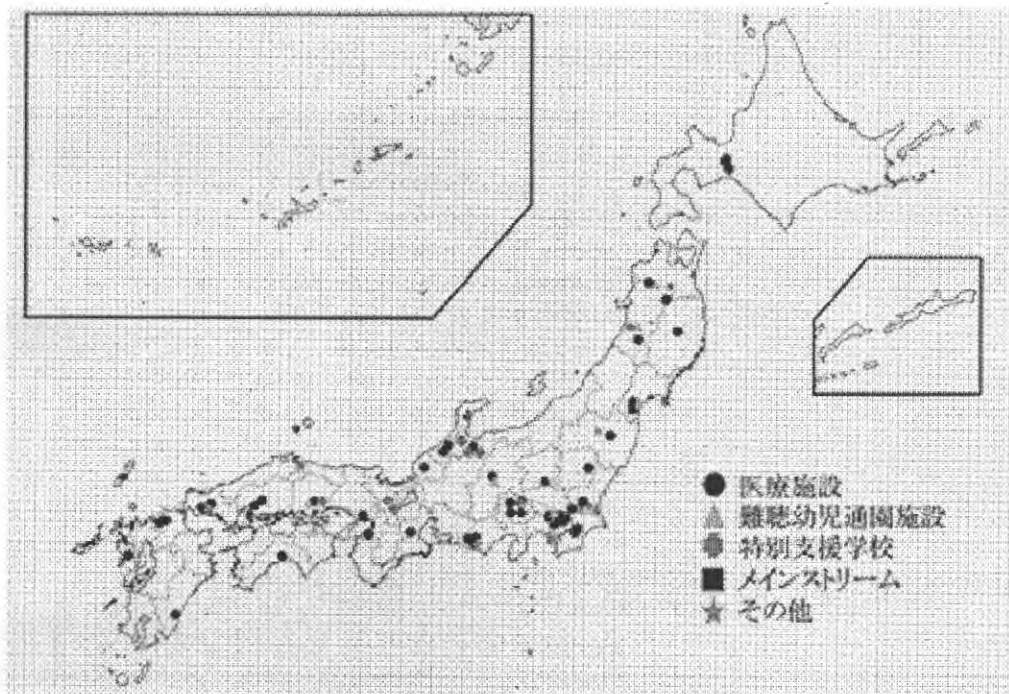 医療施設
難聴幼児通園施設
特別支援学校
メインストリーム
その他